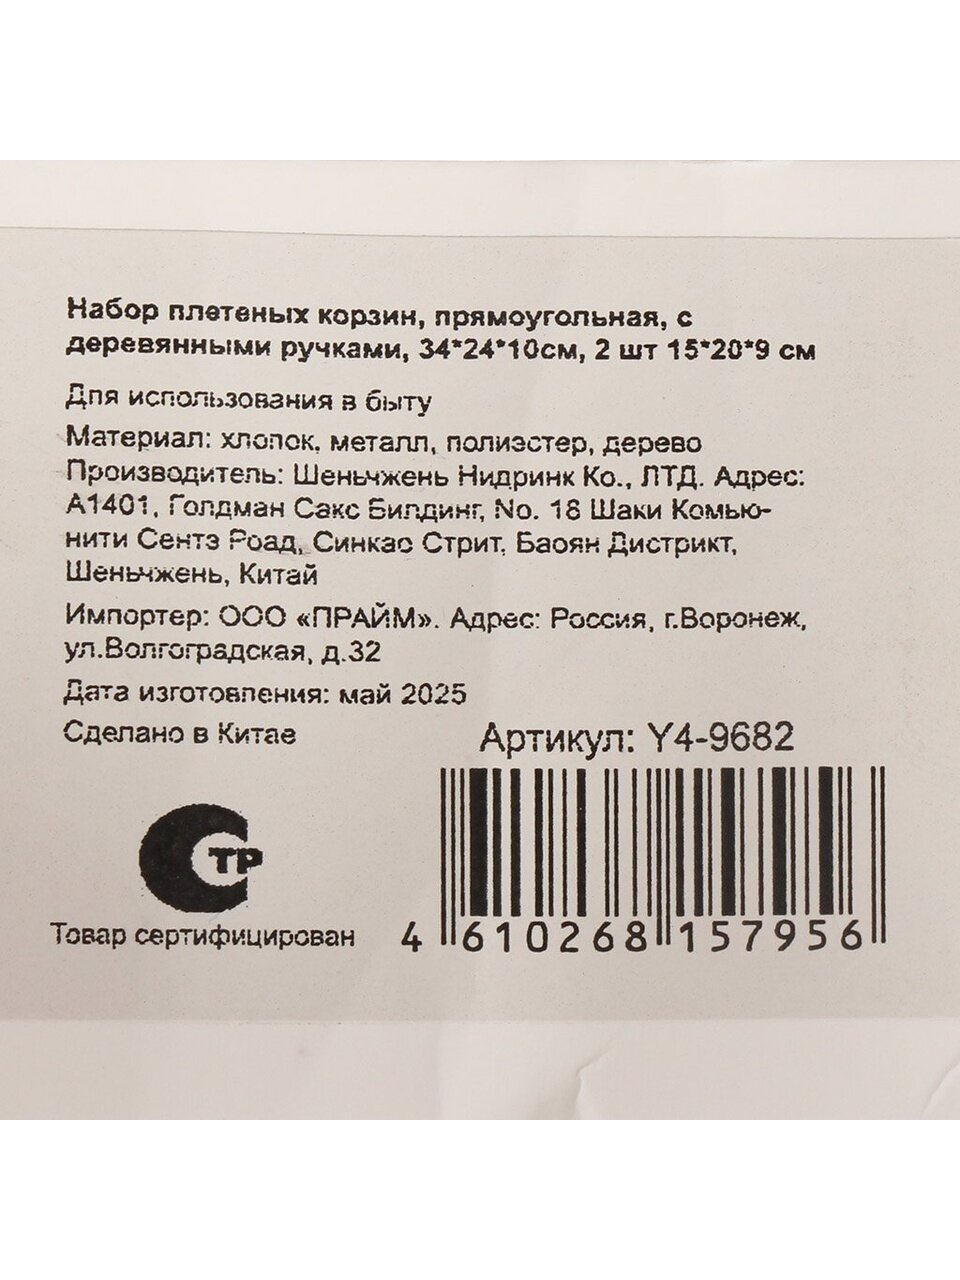 Набор плетеных корзин, прямоугольная, с
деревянными ручками, 34*24*10см, 2 шт 15*20*9 см
Для использования в быту
Материал: хлопок, металл, полиэстер, дерево
Производитель: Шеньчжень Нидринк Ко., ЛТД. Адрес:
А1401, Голдман Сакс Билдинг, No. 18 Шаки Комью-
нити Сентэ Роад, Синкао Стрит, Баоян Дистрикт,
Шеньчжень, Китай
Импортер: ООО «ПРАЙМ». Адрес: Россия, г.Воронеж,
ул.Волгоградская, д.32
Дата изготовления: май 2025
Сделано в Китае
Артикул: Y4-9682
ТР
Товар сертифицирован
4 610268 157956